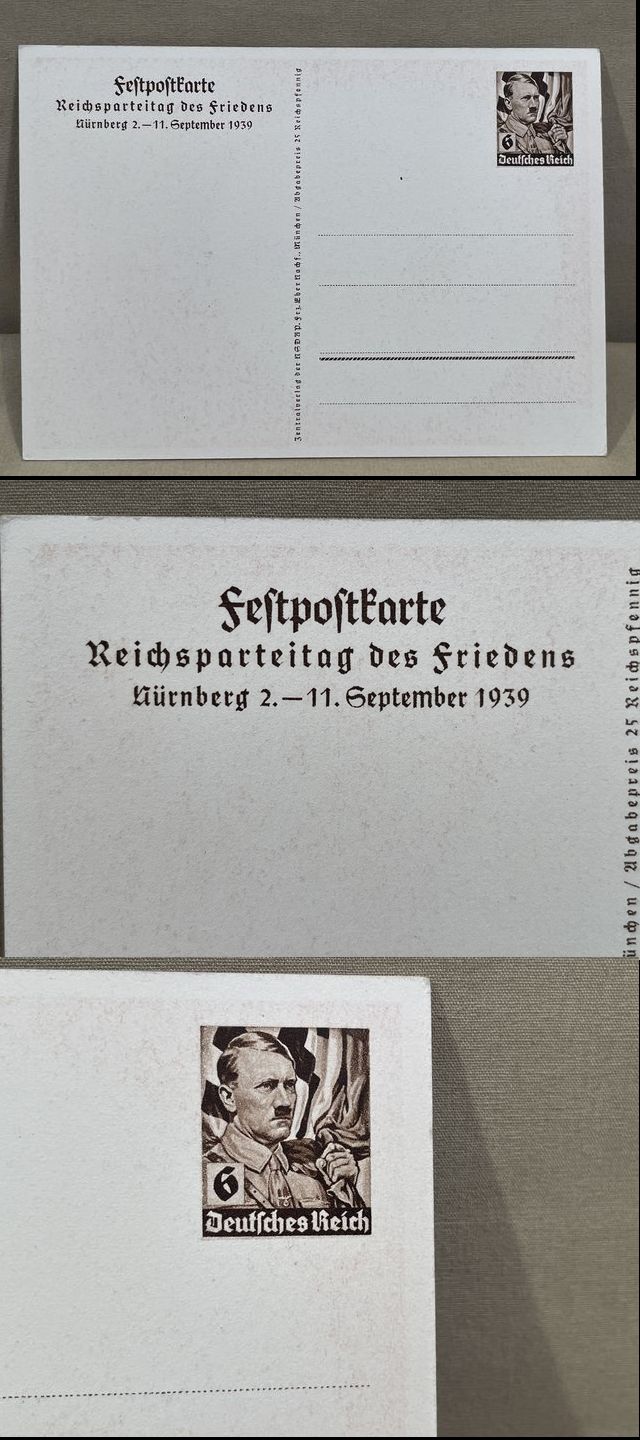 Festpostkarte
Reichsparteitag des Friedens
Nürnberg 2.—11. September 1939
Zentralverlag der NSDAP. Frz. Eher Nachf., München / Abgabepreis 25 Reichspfennig
6
Deutsches Reich
Festpostkarte
Reichsparteitag des Friedens
Nürnberg 2.—11. September 1939
ünchen / Abgabepreis 25 Reichspfennig
6
Deutsches Reich